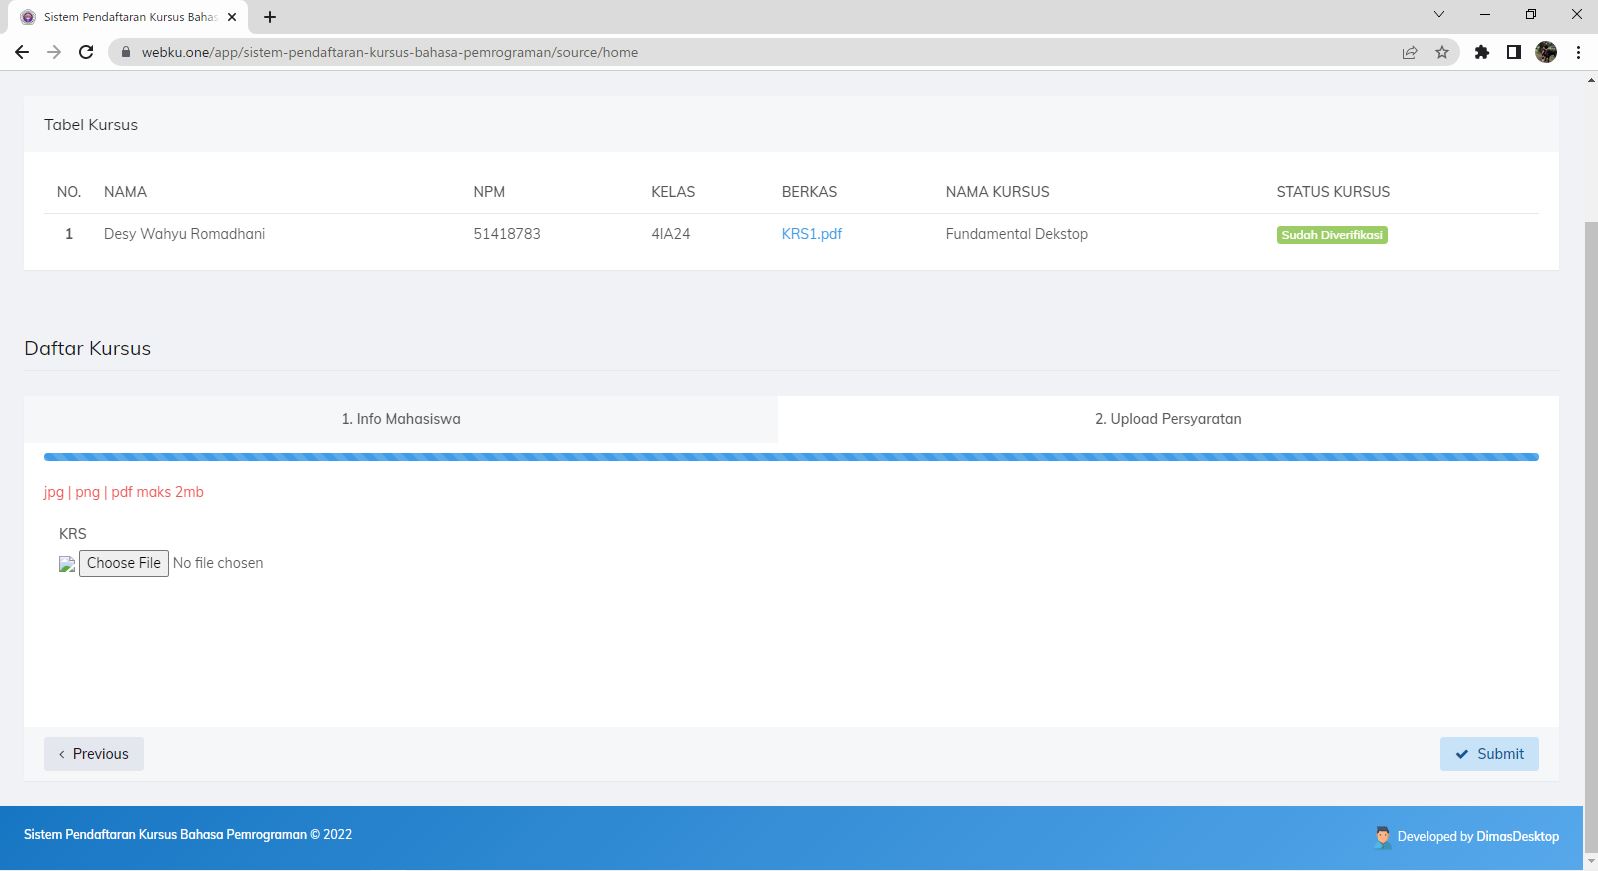 Sistem Pendaftaran Kursus Bahas
webku.one/app/sistem-pendaftaran-kursus-bahasa-pemrograman/source/home
Tabel Kursus
NO. NAMA NPM KELAS BERKAS NAMA KURSUS STATUS KURSUS
1 Desy Wahyu Romadhani 51418783 4IA24 KRS1.pdf Fundamental Dekstop Sudah Diverifikasi
Daftar Kursus
1. Info Mahasiswa 2. Upload Persyaratan
jpg | png | pdf maks 2mb
KRS
Choose File No file chosen
Previous Submit
Sistem Pendaftaran Kursus Bahasa Pemrograman © 2022 Developed by DimasDesktop